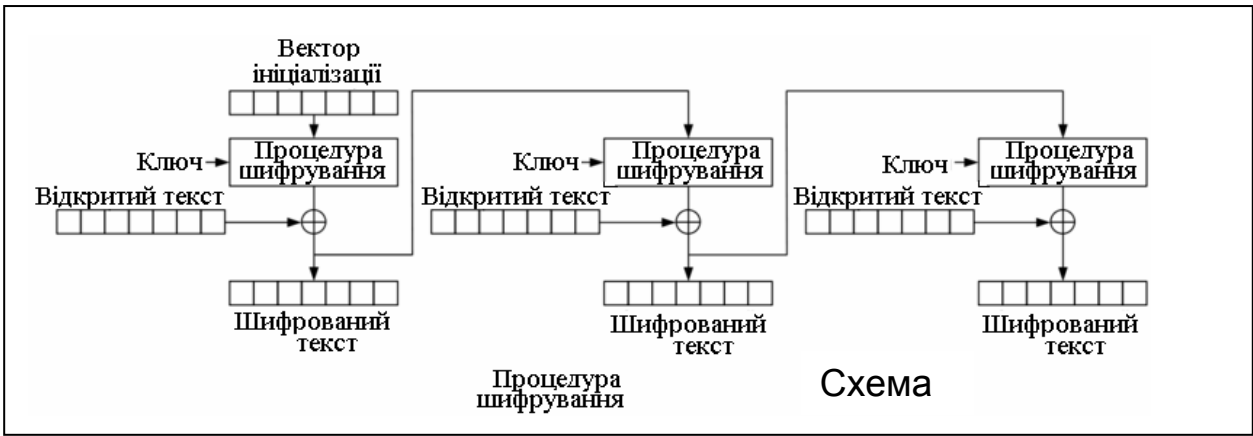 Вектор
ініціалізації
Ключ
Процедура
шифрування
Відкритий текст
Шифрований
текст
Ключ
Процедура
шифрування
Відкритий текст
Шифрований
текст
Ключ
Процедура
шифрування
Відкритий текст
Шифрований
текст
Процедура
шифрування
Схема